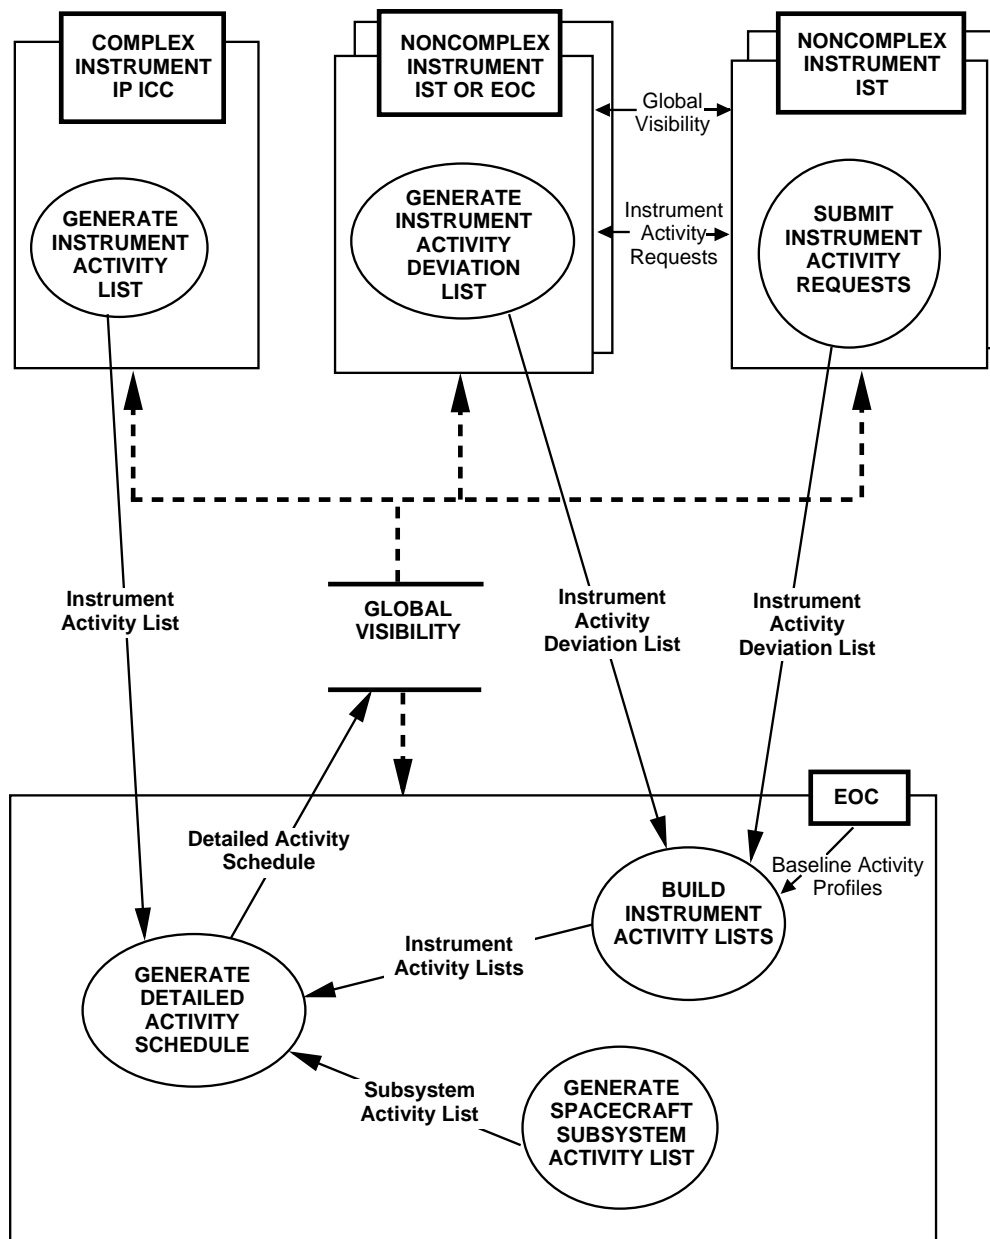 COMPLEX
INSTRUMENT
IP ICC
NONCOMPLEX
INSTRUMENT
IST OR EOC
NONCOMPLEX
INSTRUMENT
IST
Global
Visibility
GENERATE
INSTRUMENT
ACTIVITY
LIST
GENERATE
INSTRUMENT
ACTIVITY
DEVIATION
LIST
Instrument
Activity
Requests
SUBMIT
INSTRUMENT
ACTIVITY
REQUESTS
Instrument
Activity List
GLOBAL
VISIBILITY
Instrument
Activity
Deviation List
Instrument
Activity
Deviation List
EOC
Detailed Activity
Schedule
Baseline Activity
Profiles
BUILD
INSTRUMENT
ACTIVITY LISTS
Instrument
Activity Lists
GENERATE
DETAILED
ACTIVITY
SCHEDULE
Subsystem
Activity List
GENERATE
SPACECRAFT
SUBSYSTEM
ACTIVITY LIST